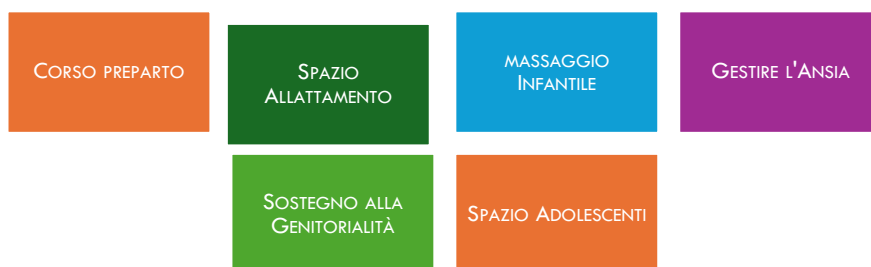 Corso preparto
Spazio
Allattamento
massaggio
Infantile
Gestire l'Ansia
Sostegno alla
Genitorialità
Spazio Adolescenti